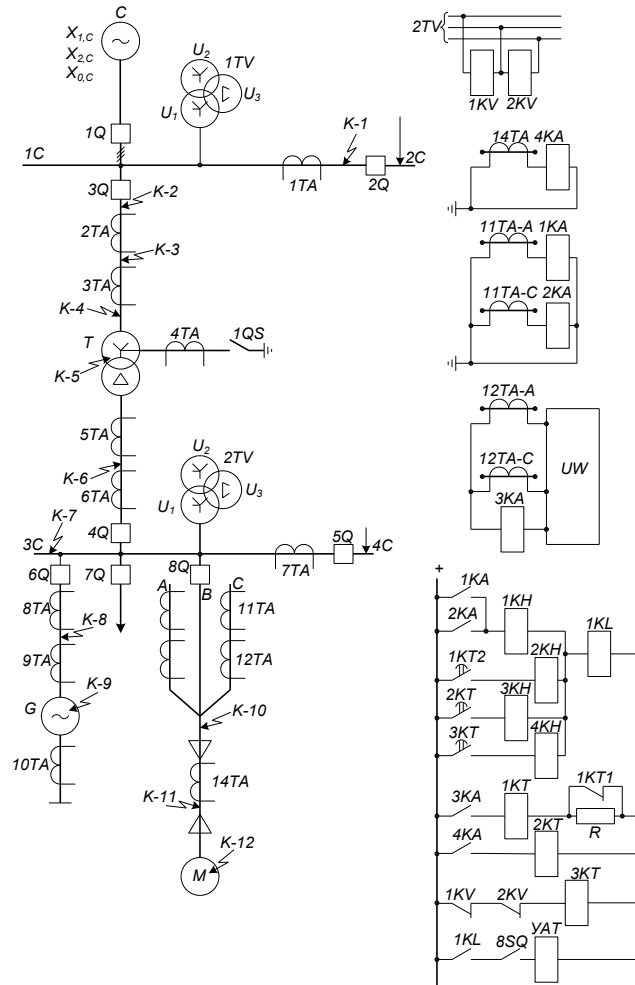 C
X1,C
X2,C
X0,C
1Q
1C
U2
1TV
U3
U1
K-1
1TA
2Q
2C
3Q
K-2
2TA
K-3
3TA
K-4
T
4TA
1QS
K-5
5TA
K-6
6TA
U2
2TV
U3
U1
K-7
4Q
3C
5Q
4C
7TA
6Q
7Q
8Q
A
B
C
8TA
K-8
9TA
11TA
12TA
G
K-9
K-10
10TA
14TA
K-11
K-12
M
2TV
1KV
2KV
14TA
4KA
11TA-A
1KA
11TA-C
2KA
12TA-A
12TA-C
UW
3KA
+
1KA
1KH
2KA
1KL
2KH
1KT2
3KH
2KT
4KH
3KT
1KT
1KT1
3KA
R
2KT
4KA
3KT
1KV
2KV
1KL
8SQ
УАТ